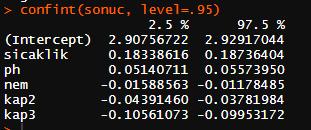 > confint(sonuc, level=.95)
2.5 % 97.5 %
(Intercept) 2.90756722 2.92917044
sicaklik 0.18338616 0.18736404
ph 0.05140711 0.05573950
nem -0.01588563 -0.01178485
kap2 -0.04391460 -0.03781984
kap3 -0.10561073 -0.09953172
>